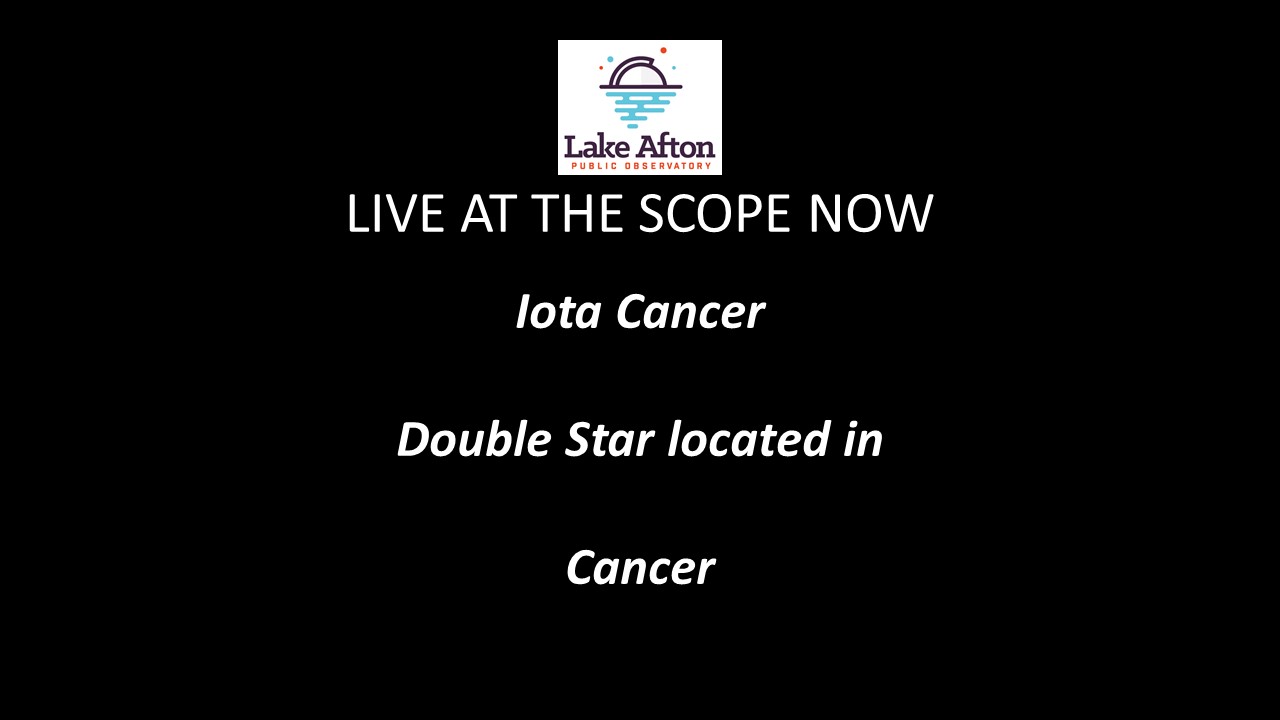 Lake Afton
PUBLIC OBSERVATORY
LIVE AT THE SCOPE NOW
Iota Cancer
Double Star located in
Cancer